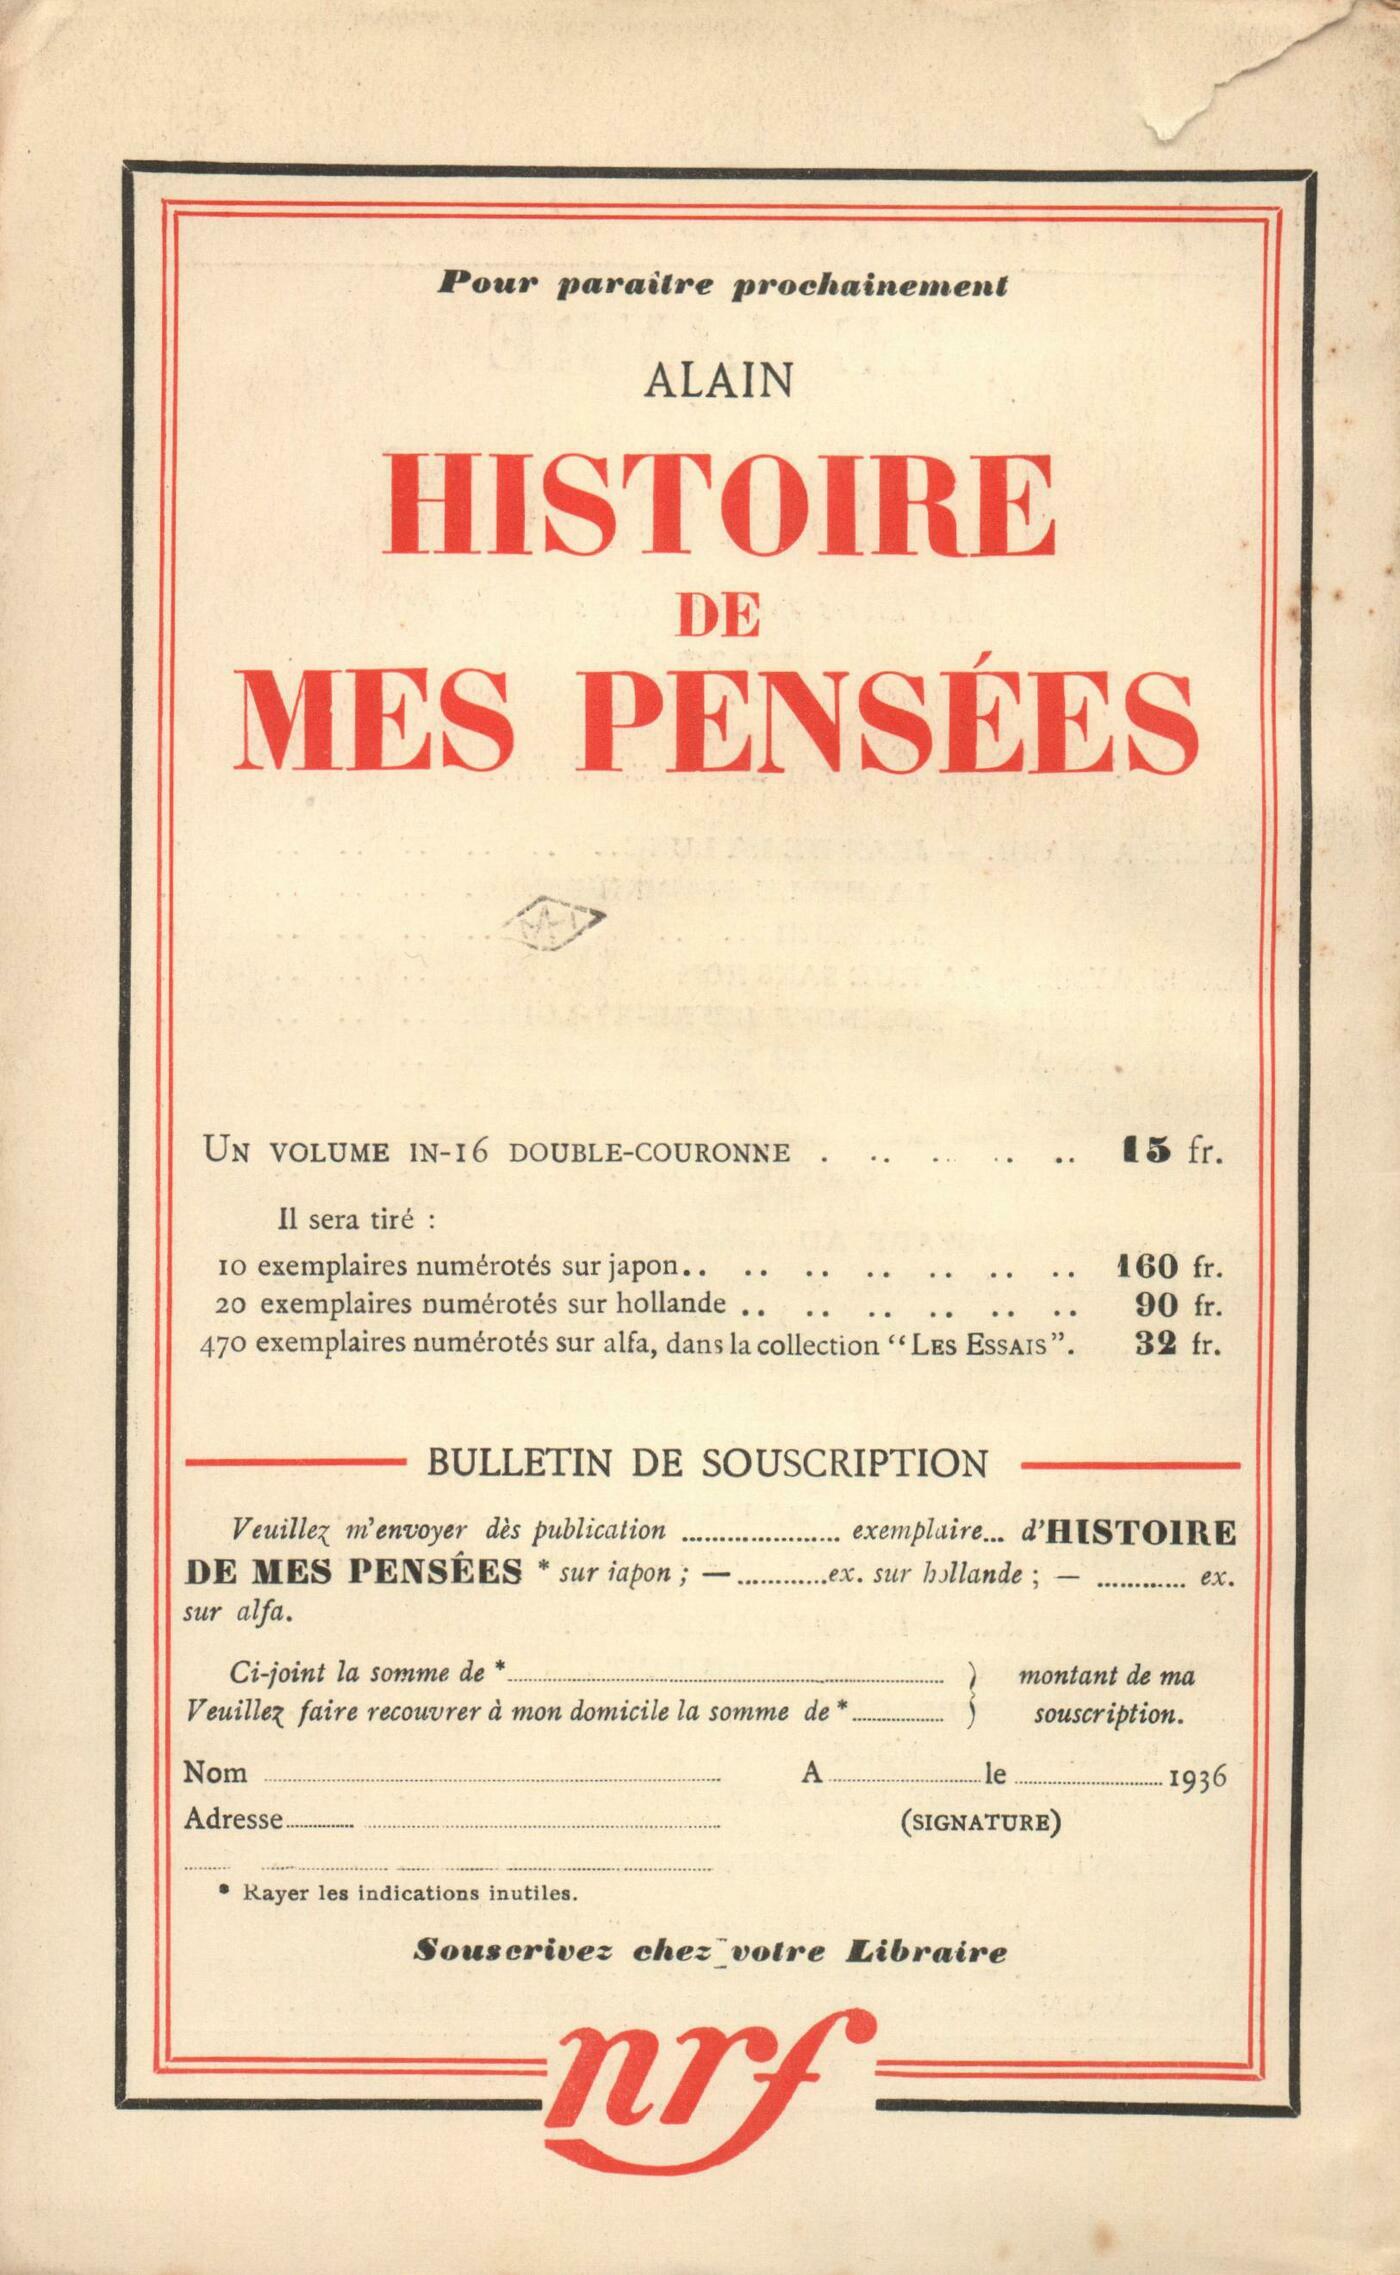 Pour paraître prochainement
ALAIN
HISTOIRE
DE
MES PENSÉES
UN VOLUME IN-16 DOUBLE-COURONNE . .. .. .. .. 15 fr.
Il sera tiré :
10 exemplaires numérotés sur japon.. .. .. .. .. .. .. 160 fr.
20 exemplaires numérotés sur hollande .. .. .. .. .. .. 90 fr.
470 exemplaires numérotés sur alfa, dans la collection “LES ESSAIS”. 32 fr.
BULLETIN DE SOUSCRIPTION
Veuillez m'envoyer dès publication ..................... exemplaire... d'HISTOIRE
DE MES PENSÉES * sur japon ; — ............ex. sur hollande ; — ............ ex.
sur alfa.
Ci-joint la somme de *........................ } montant de ma
Veuillez faire recouvrer à mon domicile la somme de *............ } souscription.
Nom ........................ A ............ le ............ 1936
Adresse........................ (SIGNATURE)
* Rayer les indications inutiles.
Souscrivez chez votre Libraire
nrf